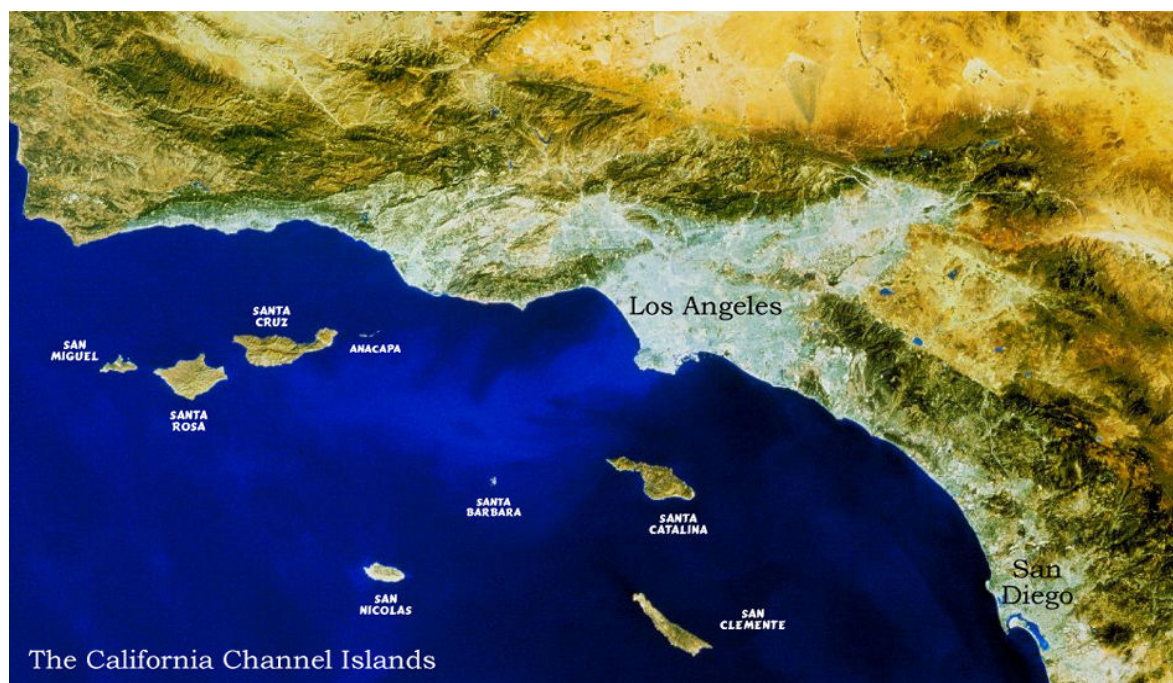 Los Angeles
SANTA
CRUZ
SAN
MIGUEL
ANACAPA
SANTA
ROSA
SANTA
BARBARA
SANTA
CATALINA
SAN
NICOLAS
SAN
CLEMENTE
San
Diego
The California Channel Islands